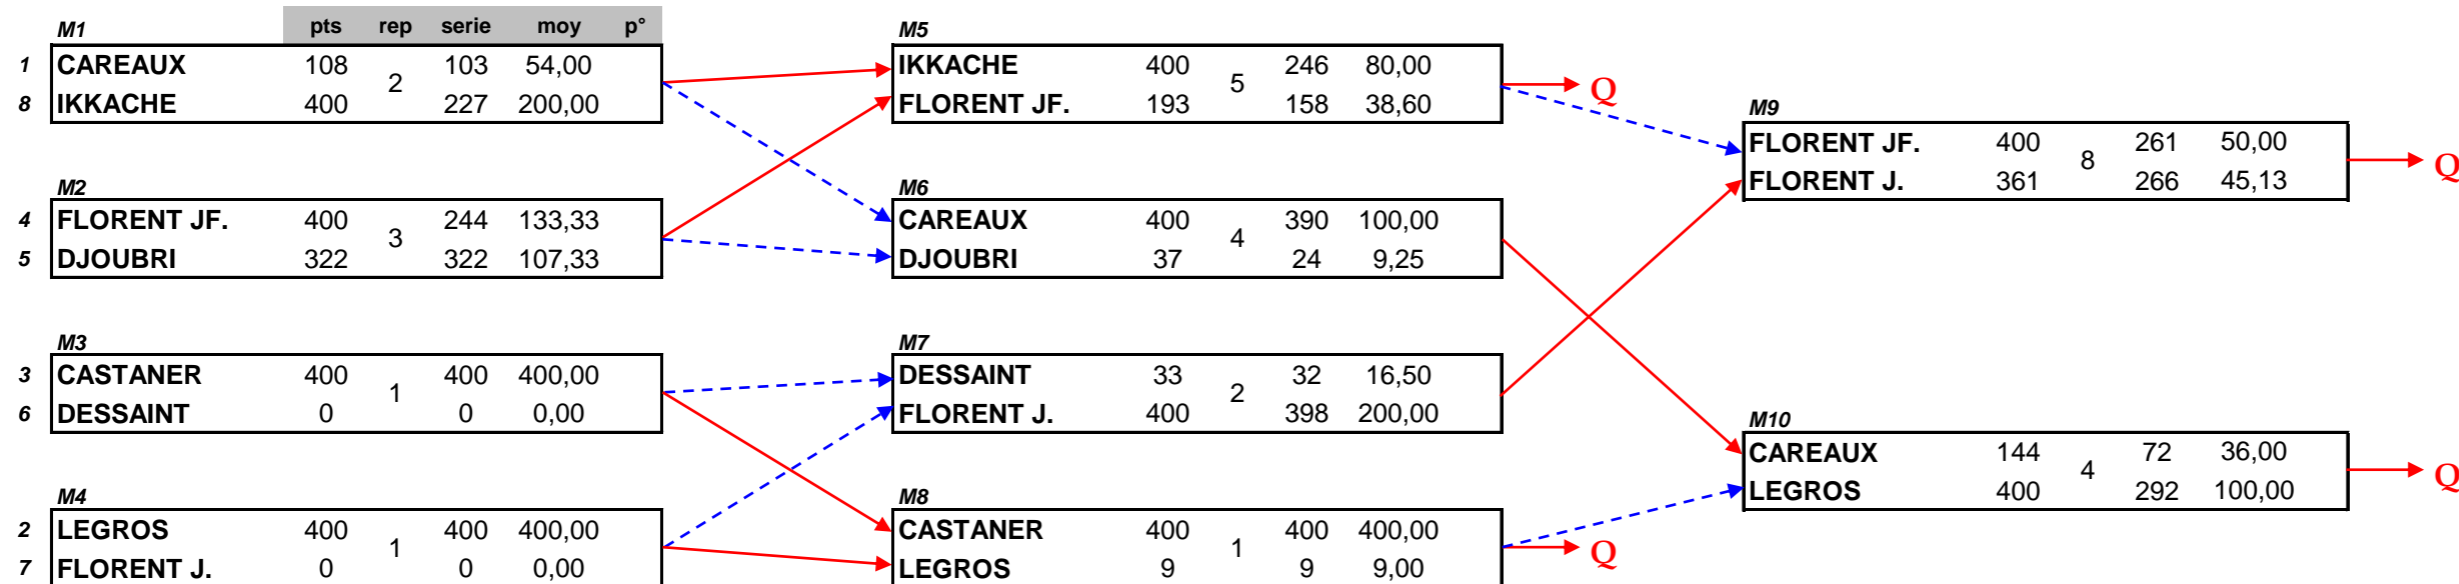 M1 pts rep serie moy p°
1 CAREAUX 108 2 103 54,00
8 IKKACHE 400 227 200,00
M2
4 FLORENT JF. 400 3 244 133,33
5 DJOUBRI 322 322 107,33
M3
3 CASTANER 400 1 400 400,00
6 DESSAINT 0 0 0,00
M4
2 LEGROS 400 1 400 400,00
7 FLORENT J. 0 0 0,00
M5
IKKACHE 400 5 246 80,00
FLORENT JF. 193 158 38,60
Q
M6
CAREAUX 400 4 390 100,00
DJOUBRI 37 24 9,25
M7
DESSAINT 33 2 32 16,50
FLORENT J. 400 398 200,00
M8
CASTANER 400 1 400 400,00
LEGROS 9 9 9,00
Q
M9
FLORENT JF. 400 8 261 50,00
FLORENT J. 361 266 45,13
Q
M10
CAREAUX 144 4 72 36,00
LEGROS 400 292 100,00
Q